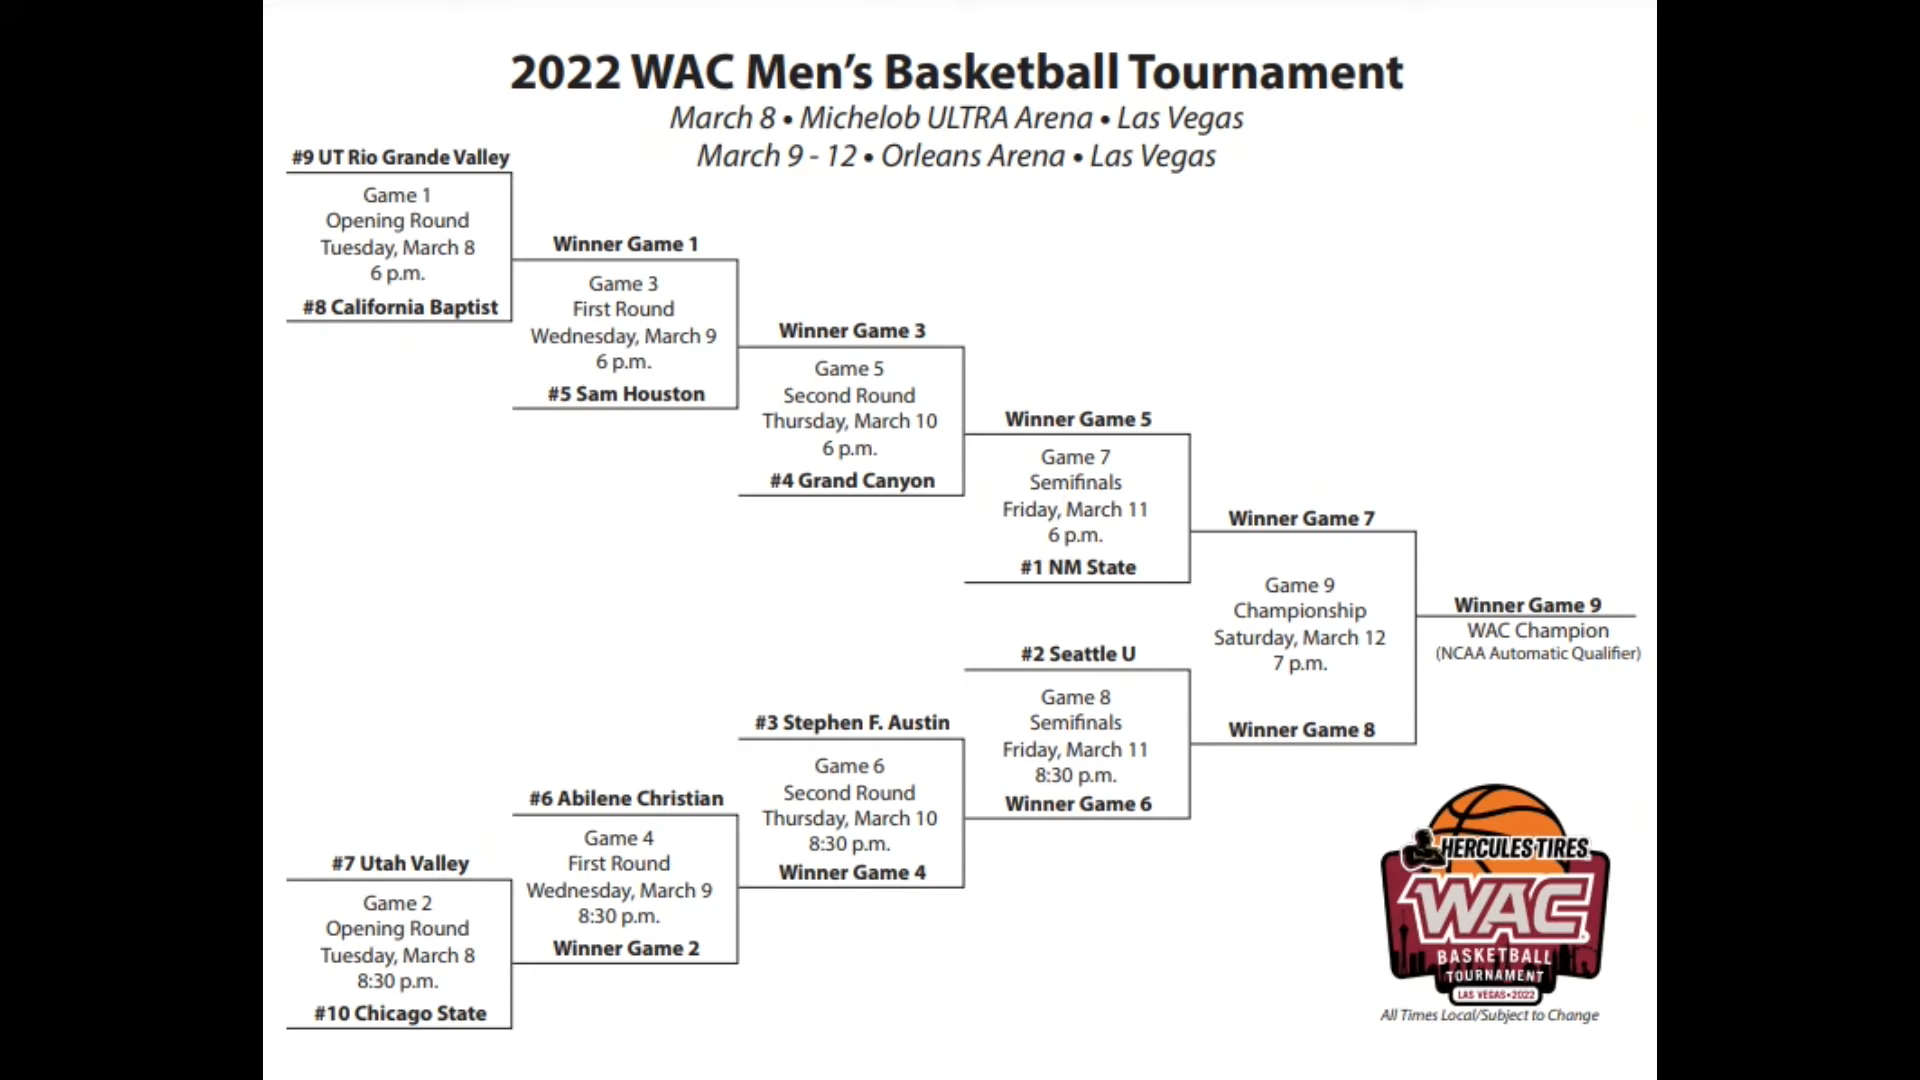 2022 WAC Men's Basketball Tournament
March 8 • Michelob ULTRA Arena • Las Vegas
March 9 - 12 • Orleans Arena • Las Vegas
#9 UT Rio Grande Valley
Game 1
Opening Round
Tuesday, March 8
6 p.m.
#8 California Baptist
Winner Game 1
Game 3
First Round
Wednesday, March 9
6 p.m.
#5 Sam Houston
Winner Game 3
Game 5
Second Round
Thursday, March 10
6 p.m.
#4 Grand Canyon
Winner Game 5
Game 7
Semifinals
Friday, March 11
6 p.m.
#1 NM State
Winner Game 7
Game 9
Championship
Saturday, March 12
7 p.m.
Winner Game 8
Winner Game 9
WAC Champion
(NCAA Automatic Qualifier)
#2 Seattle U
Game 8
Semifinals
Friday, March 11
8:30 p.m.
Winner Game 6
#3 Stephen F. Austin
Game 6
Second Round
Thursday, March 10
8:30 p.m.
Winner Game 4
#6 Abilene Christian
Game 4
First Round
Wednesday, March 9
8:30 p.m.
Winner Game 2
#7 Utah Valley
Game 2
Opening Round
Tuesday, March 8
8:30 p.m.
#10 Chicago State
HERCULES TIRES
WAC
BASKETBALL
TOURNAMENT
LAS VEGAS•2022
All Times Local/Subject to Change